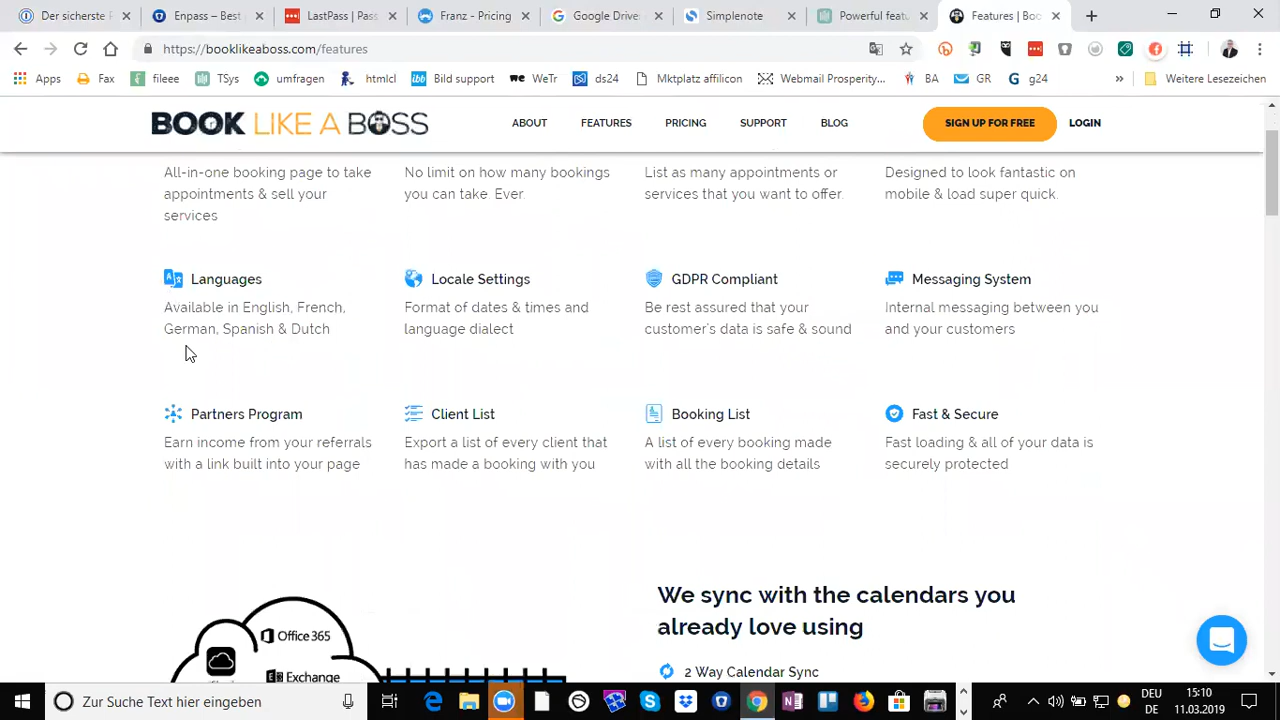 Der sicherste F
Enpass – Best p
LastPass | Pass
Franz - Pricing
Google Drive:
Simplenote
Powerful featu
Features | Boo
https://booklikeaboss.com/features
Apps
Fax
fileee
TSys
umfragen
htmlcl
ibb Bild:support
WeTr
ds24
Mktplatz affilicon
Webmail Prosperity...
BA
GR
G g24
»
Weitere Lesezeichen
BOOK LIKE A BOSS
ABOUT
FEATURES
PRICING
SUPPORT
BLOG
SIGN UP FOR FREE
LOGIN
All-in-one booking page to take
appointments & sell your
services
No limit on how many bookings
you can take. Ever.
List as many appointments or
services that you want to offer.
Designed to look fantastic on
mobile & load super quick.
Languages
Available in English, French,
German, Spanish & Dutch
Locale Settings
Format of dates & times and
language dialect
GDPR Compliant
Be rest assured that your
customer's data is safe & sound
Messaging System
Internal messaging between you
and your customers
Partners Program
Earn income from your referrals
with a link built into your page
Client List
Export a list of every client that
has made a booking with you
Booking List
A list of every booking made
with all the booking details
Fast & Secure
Fast loading & all of your data is
securely protected
Office 365
Exchange
We sync with the calendars you
already love using
2 Way Calendar Sync
Zur Suche Text hier eingeben
DEU
DE
15:10
11.03.2019